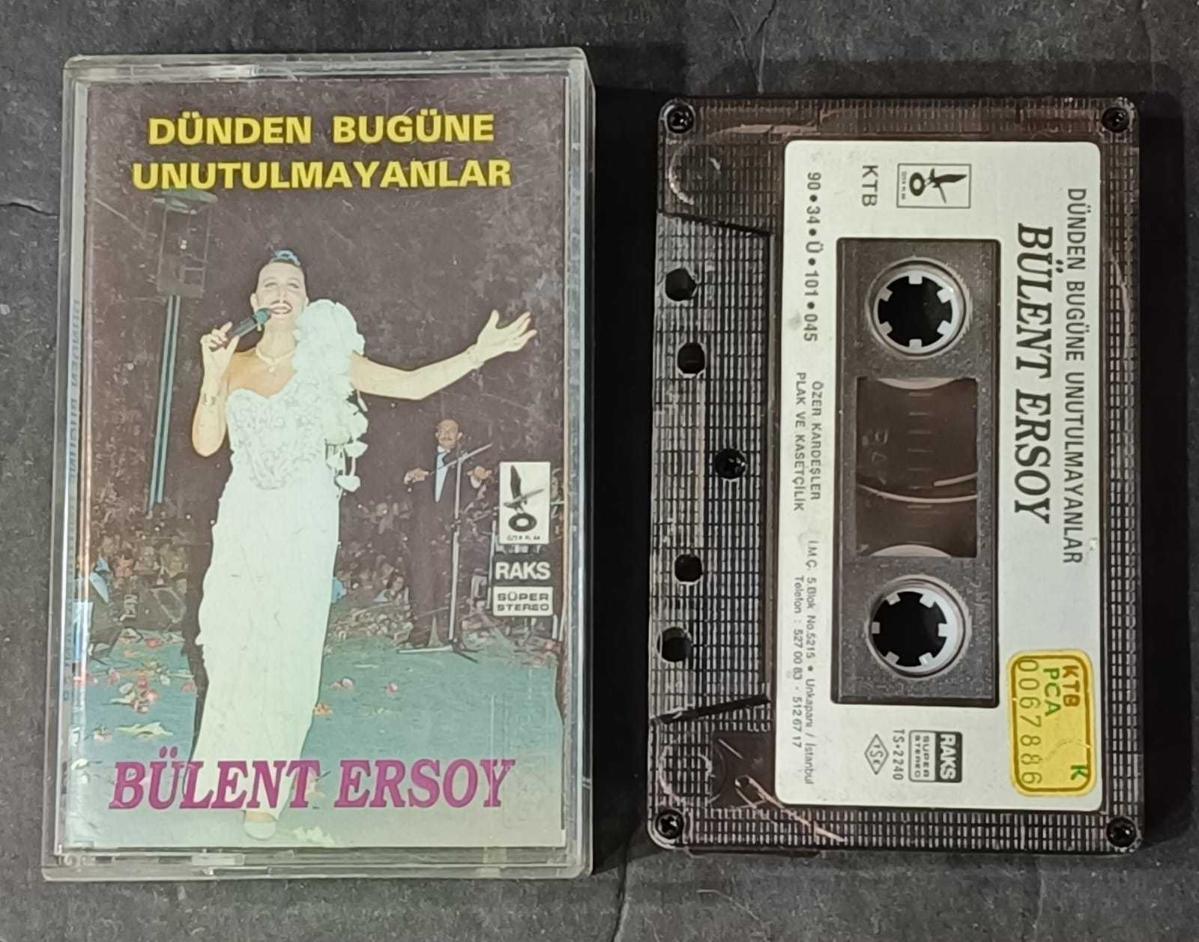 DÜNDEN BUGÜNE
UNUTULMAYANLAR
RAKS
SÜPER
STEREO
BÜLENT ERSOY
DÜNDEN BUGÜNE UNUTULMAYANLAR
BÜLENT ERSOY
KTB
90•34•Ü•101•045
ÖZER KARDEŞLER
PLAK VE KASETÇİLİK
İ.M.Ç. 5.Blok No.5215 • Unkapanı / İstanbul
Telefon : 527 00 83 - 512 67 17
RAKS
SÜPER
STEREO
TS•2240
KTB K
PCA
0067886